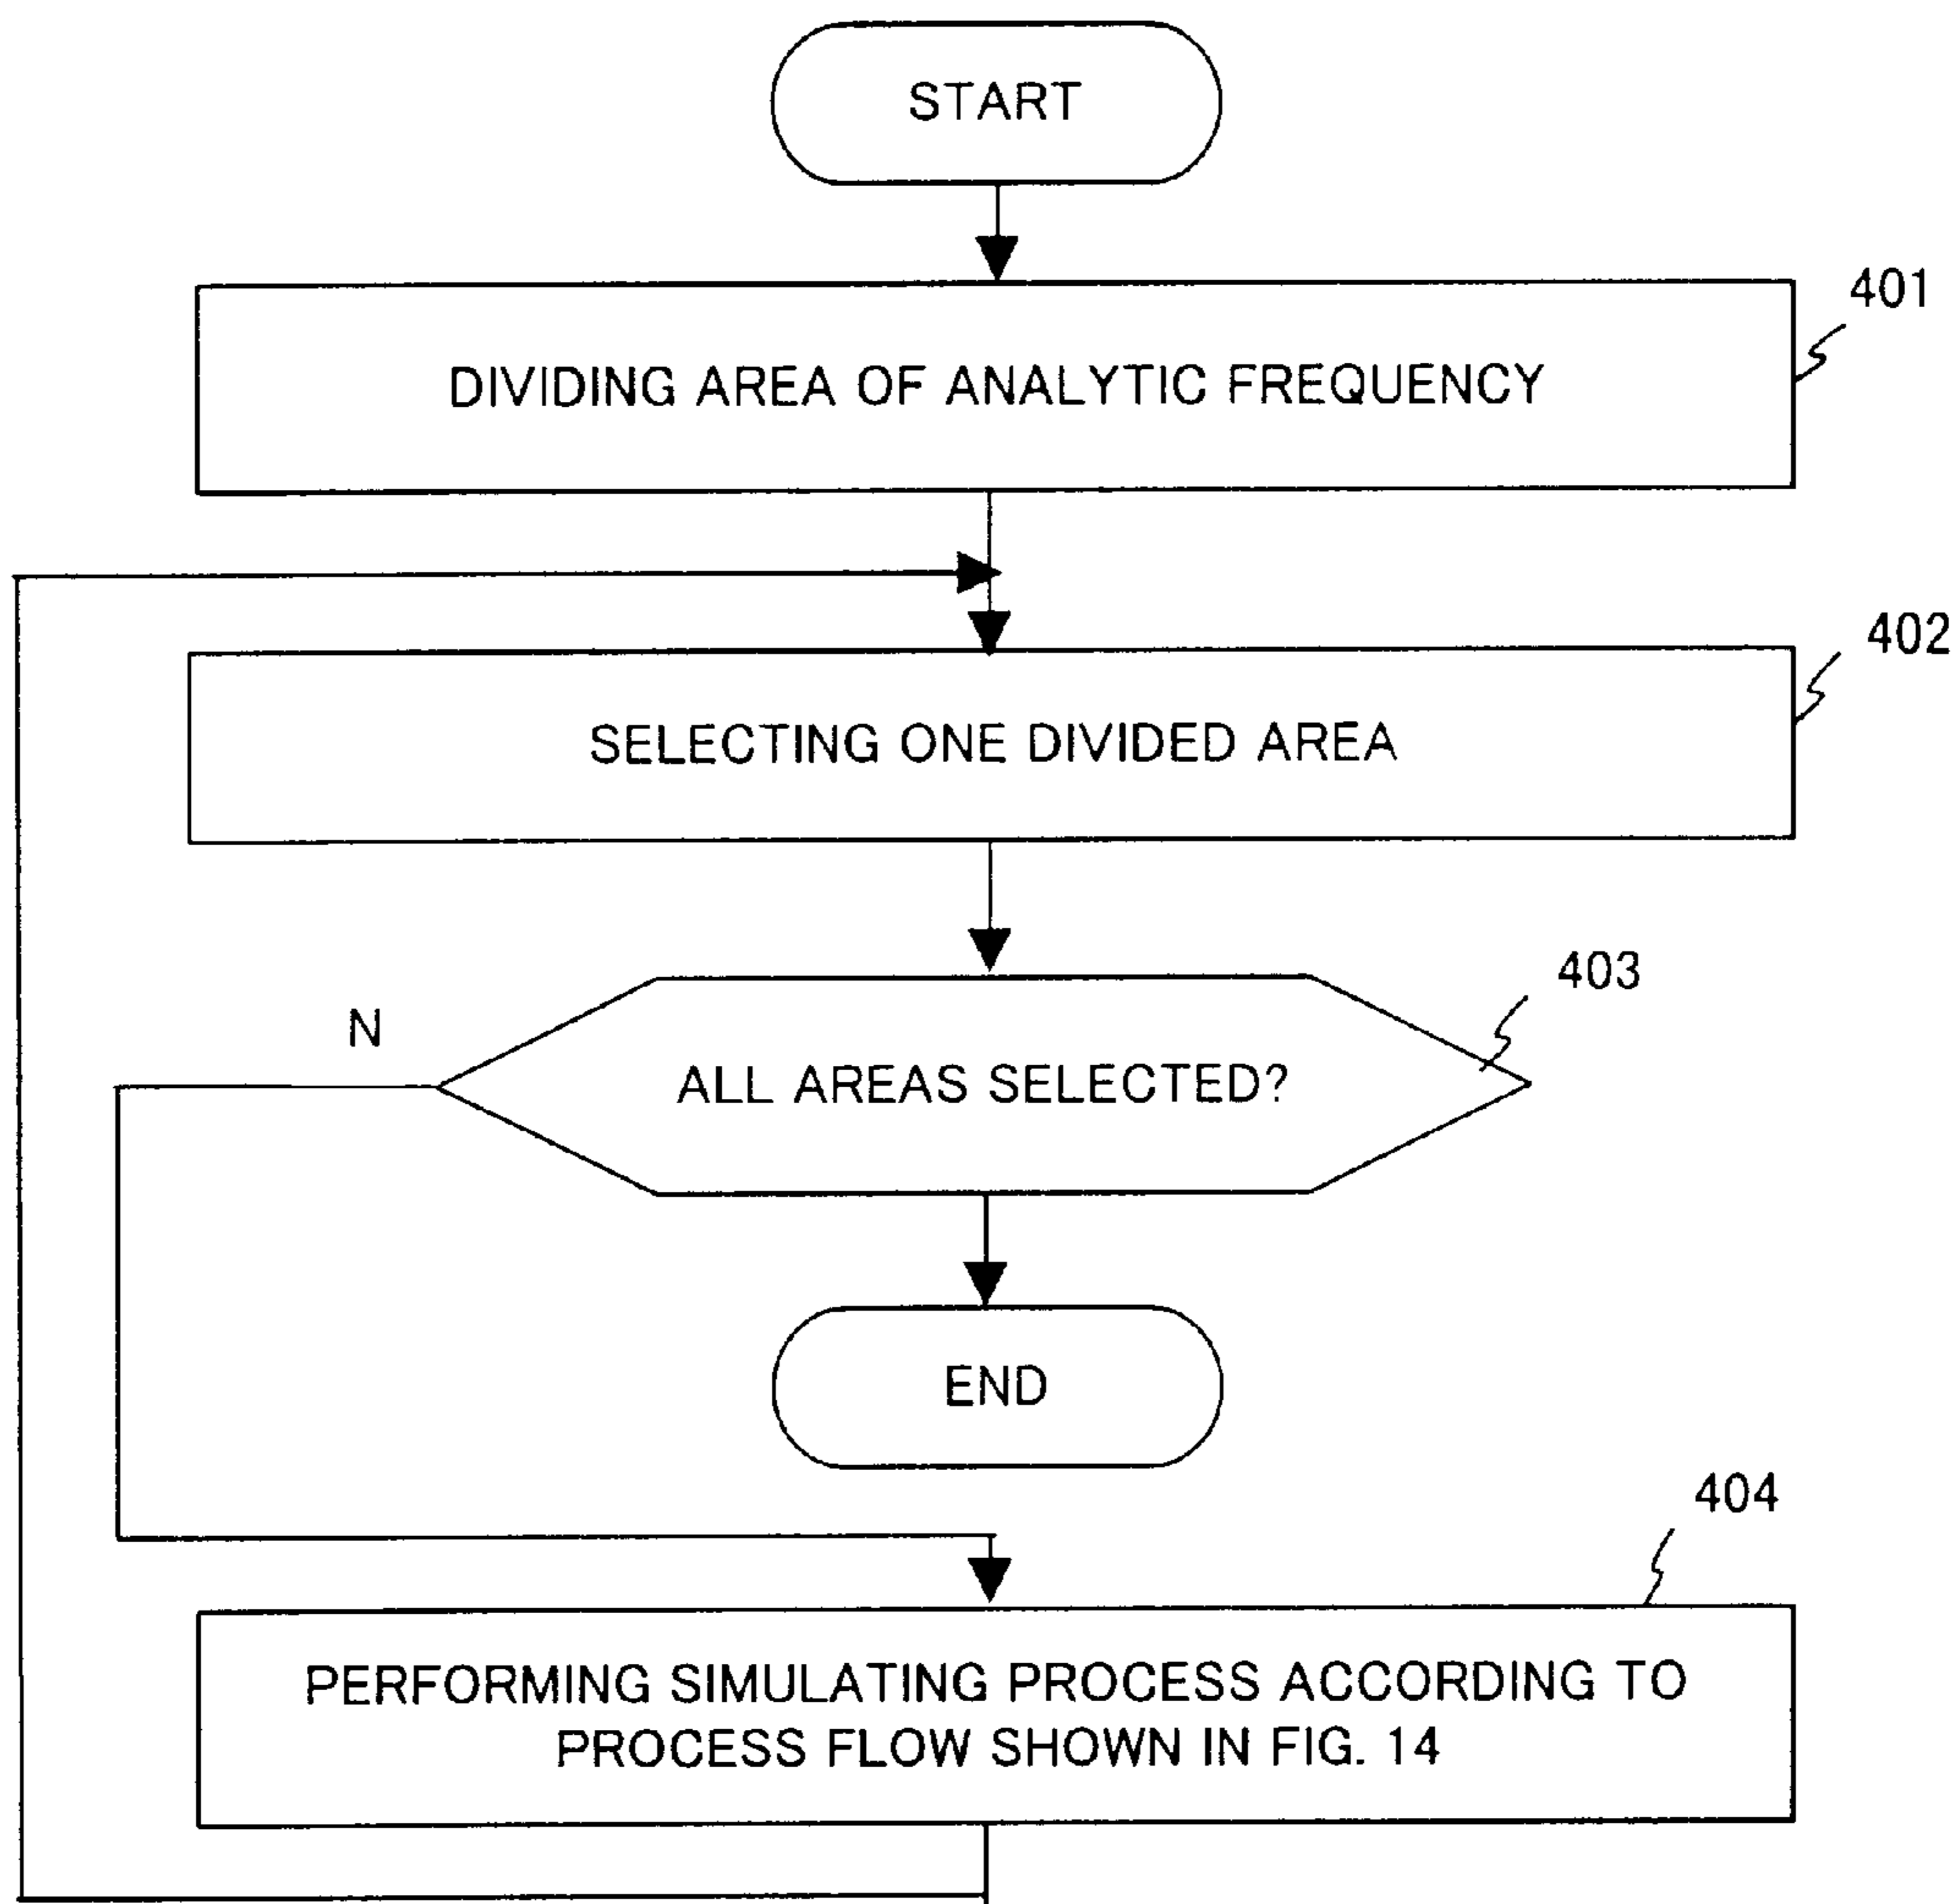 START
401
DIVIDING AREA OF ANALYTIC FREQUENCY
402
SELECTING ONE DIVIDED AREA
403
N
ALL AREAS SELECTED?
END
404
PERFORMING SIMULATING PROCESS ACCORDING TO
PROCESS FLOW SHOWN IN FIG. 14